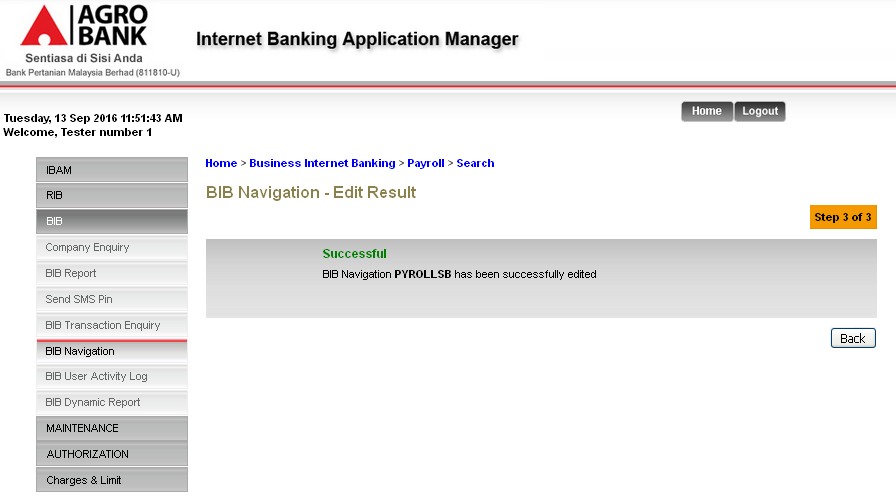 AGRO
BANK
Sentiasa di Sisi Anda
Bank Pertanian Malaysia Berhad (811810-U)
Internet Banking Application Manager
Tuesday, 13 Sep 2016 11:51:43 AM
Welcome, Tester number 1
Home
Logout
IBAM
RIB
BIB
Company Enquiry
BIB Report
Send SMS Pin
BIB Transaction Enquiry
BIB Navigation
BIB User Activity Log
BIB Dynamic Report
MAINTENANCE
AUTHORIZATION
Charges & Limit
Home > Business Internet Banking > Payroll > Search
BIB Navigation - Edit Result
Step 3 of 3
Successful
BIB Navigation PYROLLSB has been successfully edited
Back